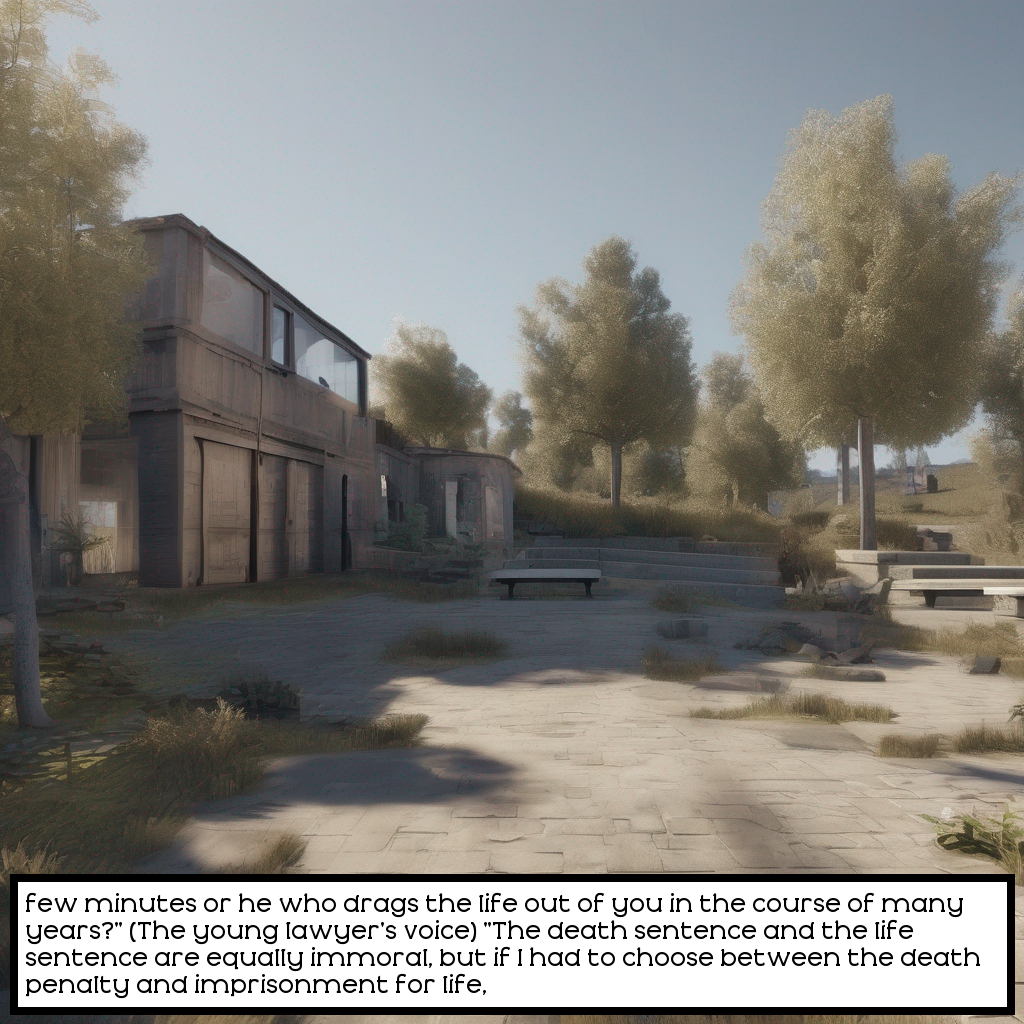 few minutes or he who drags the life out of you in the course of many
years?" (The young lawyer's voice) "The death sentence and the life
sentence are equally immoral, but if I had to choose between the death
penalty and imprisonment for life,